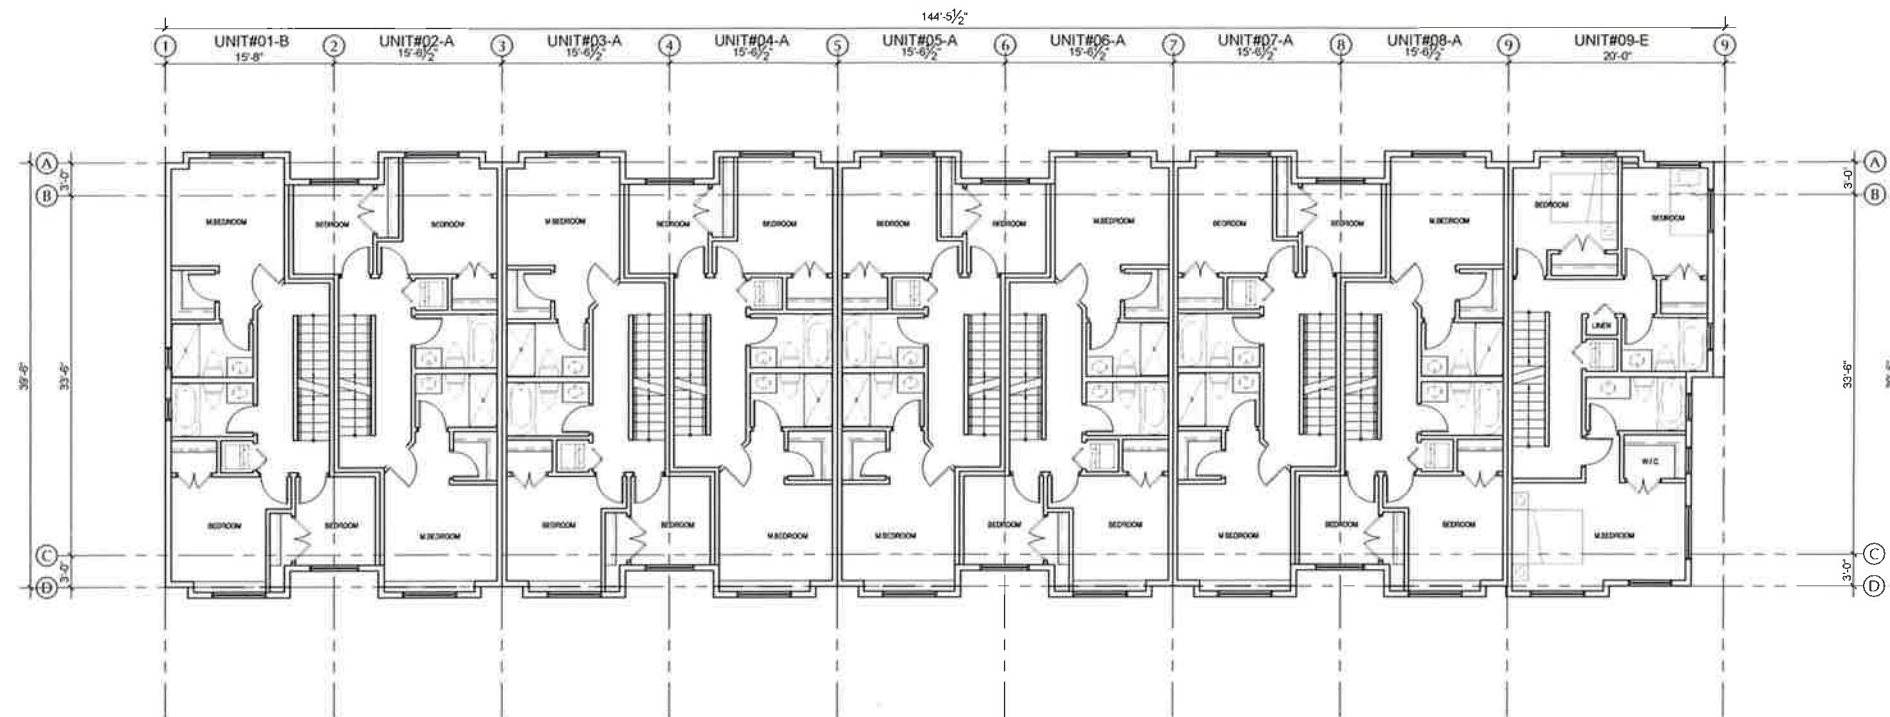 144'-5½"
UNIT#01-B UNIT#02-A UNIT#03-A UNIT#04-A UNIT#05-A UNIT#06-A UNIT#07-A UNIT#08-A UNIT#09-E
1 2 3 4 5 6 7 8 9 9
15'-8" 15'-6½" 15'-6½" 15'-6½" 15'-6½" 15'-6½" 15'-6½" 15'-6½" 20'-0"
A A
3'-0" 3'-0"
B B
M.BEDROOM BEDROOM BEDROOM M.BEDROOM BEDROOM BEDROOM BEDROOM BEDROOM M.BEDROOM BEDROOM BEDROOM M.BEDROOM BEDROOM BEDROOM
LINEN
39'-6" 33'-6" 33'-6"
W.I.C.
BEDROOM BEDROOM M.BEDROOM BEDROOM BEDROOM M.BEDROOM M.BEDROOM BEDROOM BEDROOM M.BEDROOM BEDROOM BEDROOM M.BEDROOM
C C
3'-0" 3'-0"
D D